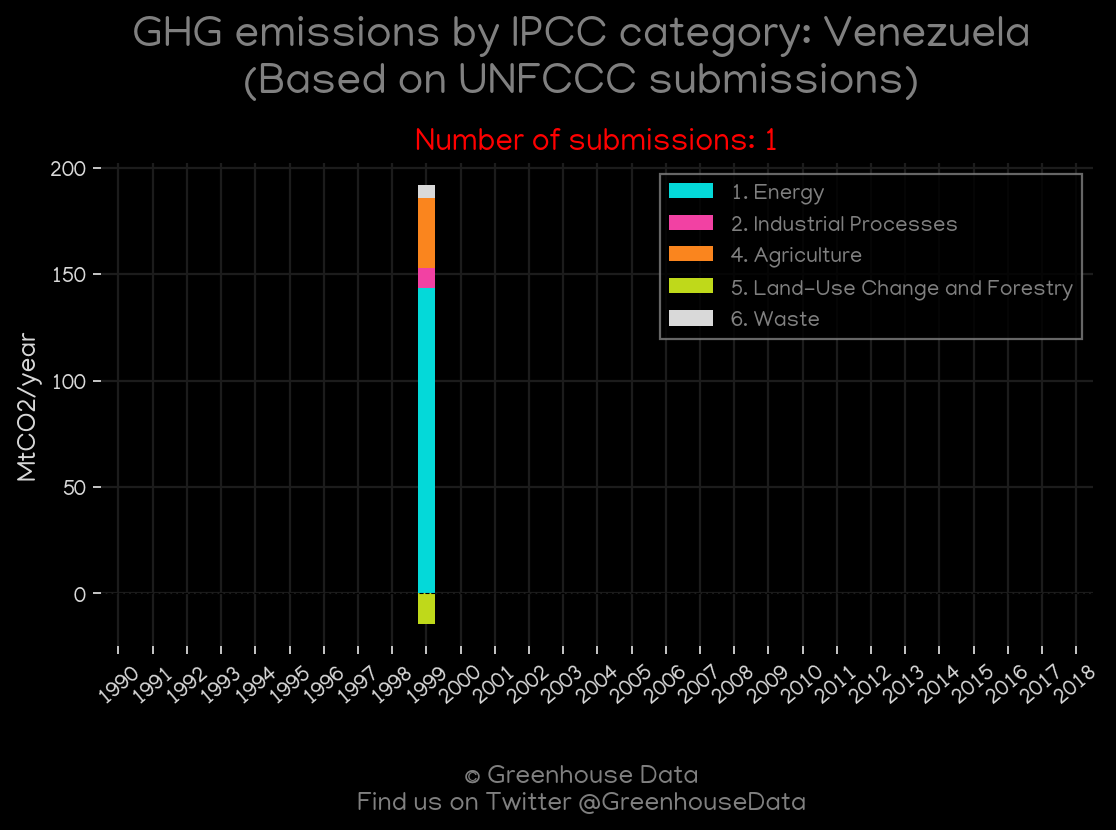 GHG emissions by IPCC category: Venezuela
(Based on UNFCCC submissions)
Number of submissions: 1
1. Energy
2. Industrial Processes
4. Agriculture
5. Land-Use Change and Forestry
6. Waste
200
150
100
50
0
MtCO2/year
1990 1991 1992 1993 1994 1995 1996 1997 1998 1999 2000 2001 2002 2003 2004 2005 2006 2007 2008 2009 2010 2011 2012 2013 2014 2015 2016 2017 2018
© Greenhouse Data
Find us on Twitter @GreenhouseData